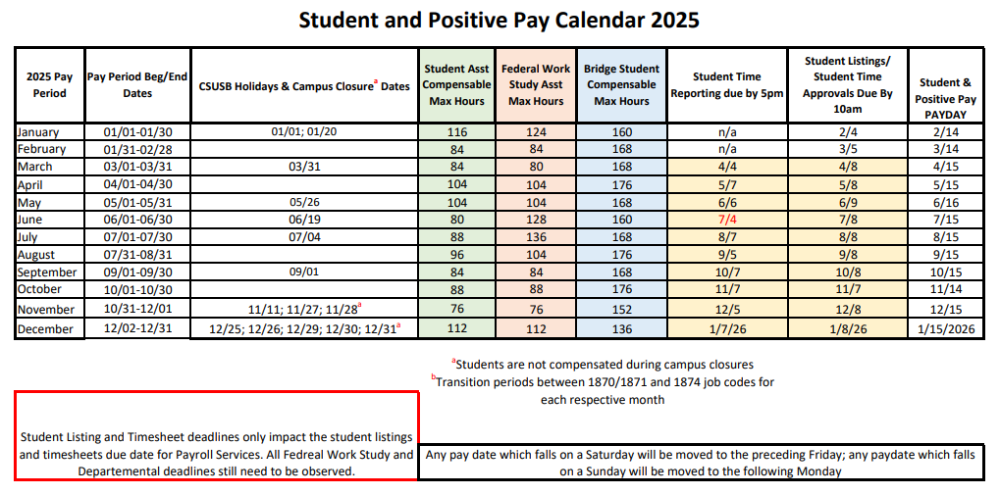 Student and Positive Pay Calendar 2025
2025 Pay Period | Pay Period Beg/End Dates | CSUSB Holidays & Campus Closureᵃ Dates | Student Asst Compensable Max Hours | Federal Work Study Asst Max Hours | Bridge Student Compensable Max Hours | Student Time Reporting due by 5pm | Student Listings/ Student Time Approvals Due By 10am | Student & Positive Pay PAYDAY
January | 01/01-01/30 | 01/01; 01/20 | 116 | 124 | 160 | n/a | 2/4 | 2/14
February | 01/31-02/28 | | 84 | 84 | 168 | n/a | 3/5 | 3/14
March | 03/01-03/31 | 03/31 | 84 | 80 | 168 | 4/4 | 4/8 | 4/15
April | 04/01-04/30 | | 104 | 104 | 176 | 5/7 | 5/8 | 5/15
May | 05/01-05/31 | 05/26 | 104 | 104 | 168 | 6/6 | 6/9 | 6/16
June | 06/01-06/30 | 06/19 | 80 | 128 | 160 | 7/4 | 7/8 | 7/15
July | 07/01-07/30 | 07/04 | 88 | 136 | 168 | 8/7 | 8/8 | 8/15
August | 07/31-08/31 | | 96 | 104 | 176 | 9/5 | 9/8 | 9/15
September | 09/01-09/30 | 09/01 | 84 | 84 | 168 | 10/7 | 10/8 | 10/15
October | 10/01-10/30 | | 88 | 88 | 176 | 11/7 | 11/7 | 11/14
November | 10/31-12/01 | 11/11; 11/27; 11/28ᵃ | 76 | 76 | 152 | 12/5 | 12/8 | 12/15
December | 12/02-12/31 | 12/25; 12/26; 12/29; 12/30; 12/31ᵃ | 112 | 112 | 136 | 1/7/26 | 1/8/26 | 1/15/2026
ᵃStudents are not compensated during campus closures
ᵇTransition periods between 1870/1871 and 1874 job codes for
each respective month
Student Listing and Timesheet deadlines only impact the student listings
and timesheets due date for Payroll Services. All Fedreal Work Study and
Departemental deadlines still need to be observed.
Any pay date which falls on a Saturday will be moved to the preceding Friday; any paydate which falls
on a Sunday will be moved to the following Monday